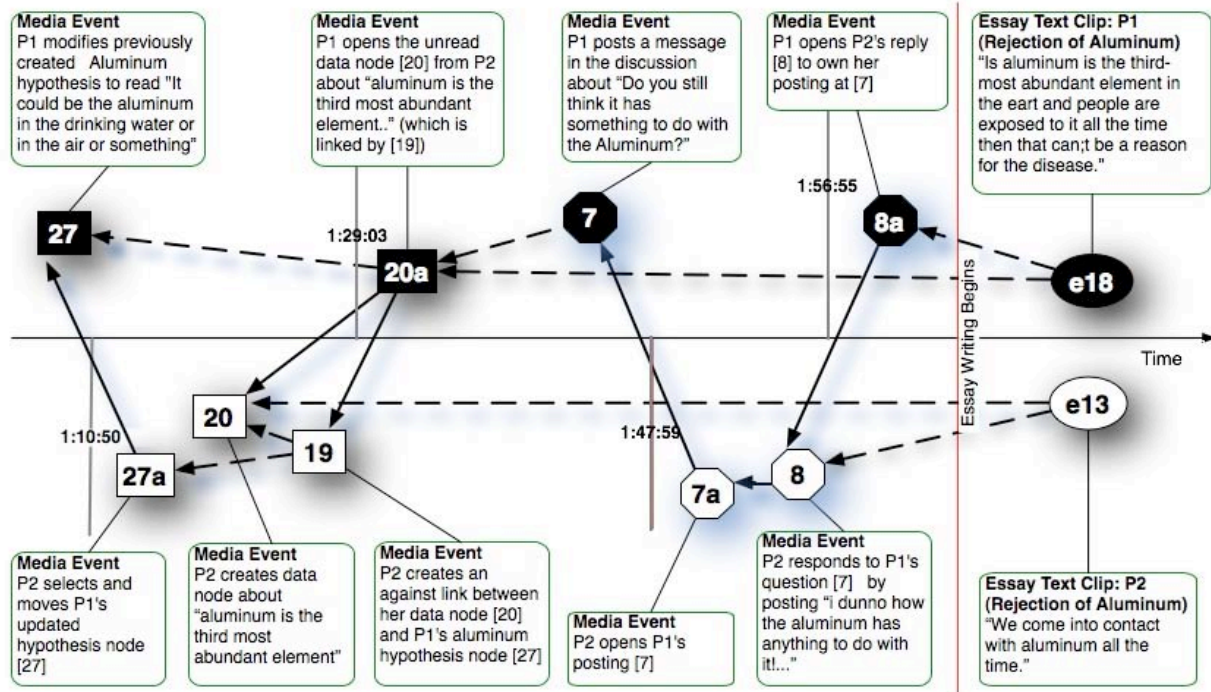 Media Event
P1 modifies previously
created Aluminum
hypothesis to read "It
could be the aluminum
in the drinking water or
in the air or something"
Media Event
P1 opens the unread
data node [20] from P2
about “aluminum is the
third most abundant
element..” (which is
linked by [19])
Media Event
P1 posts a message
in the discussion
about “Do you still
think it has
something to do with
the Aluminum?”
Media Event
P1 opens P2's reply
[8] to own her
posting at [7]
Essay Text Clip: P1
(Rejection of Aluminum)
“Is aluminum is the third-
most abundant element in
the eart and people are
exposed to it all the time
then that can;t be a reason
for the disease.”
27
1:29:03
20a
7
1:56:55
8a
e18
Essay Writing Begins
Time
1:10:50
27a
20
19
1:47:59
7a
8
e13
Media Event
P2 selects and
moves P1's
updated
hypothesis node
[27]
Media Event
P2 creates data
node about
“aluminum is the
third most
abundant element”
Media Event
P2 creates an
against link between
her data node [20]
and P1's aluminum
hypothesis node [27]
Media Event
P2 opens P1's
posting [7]
Media Event
P2 responds to P1's
question [7] by
posting “i dunno how
the aluminum has
anything to do with
it!...”
Essay Text Clip: P2
(Rejection of Aluminum)
“We come into contact
with aluminum all the
time.”